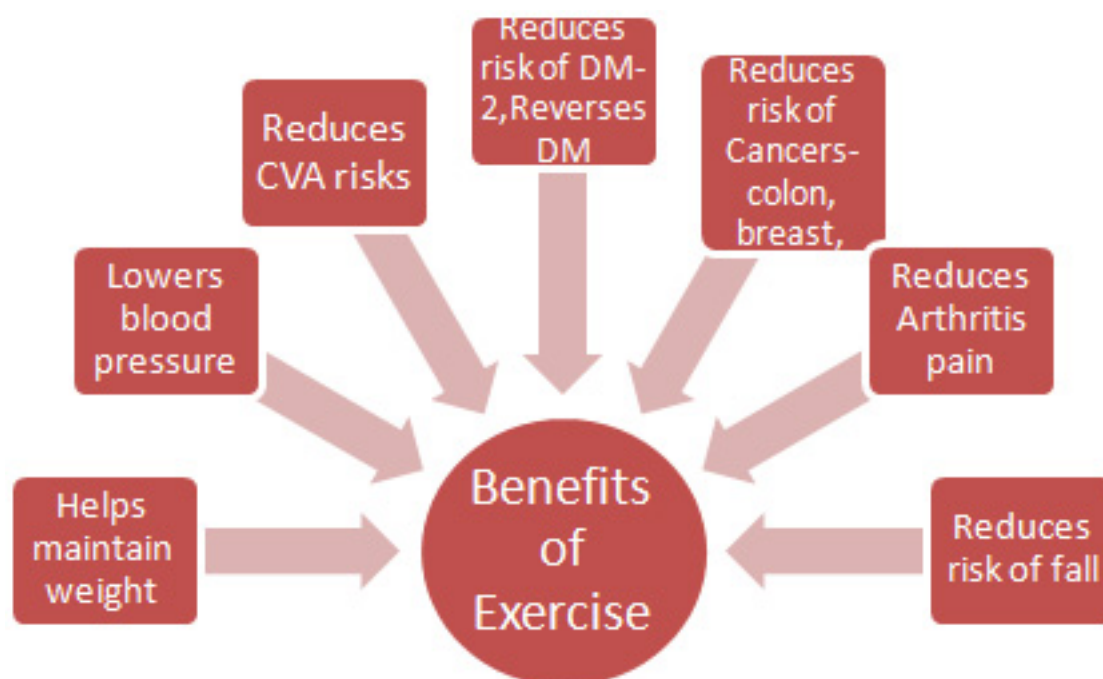 Reduces
risk of DM-
2,Reverses
DM
Reduces
risk of
Cancers-
colon,
breast,
Reduces
CVA risks
Lowers
blood
pressure
Reduces
Arthritis
pain
Helps
maintain
weight
Benefits
of
Exercise
Reduces
risk of fall